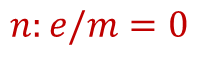 n: e/m = 0